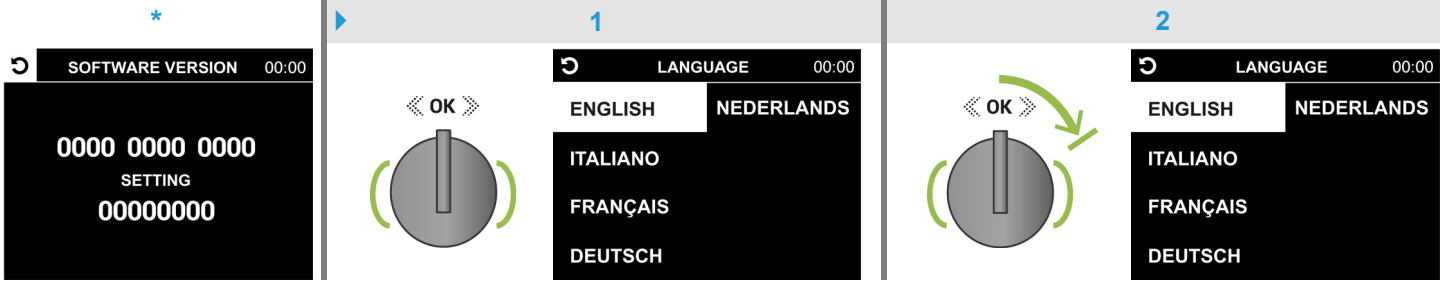 *
1
2
SOFTWARE VERSION 00:00
0000 0000 0000
SETTING
00000000
OK
LANGUAGE 00:00
ENGLISH NEDERLANDS
ITALIANO
FRANÇAIS
DEUTSCH
OK
LANGUAGE 00:00
ENGLISH NEDERLANDS
ITALIANO
FRANÇAIS
DEUTSCH